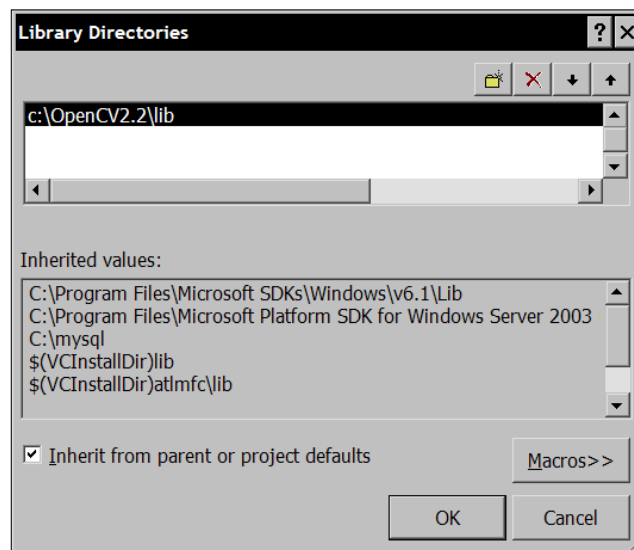 Library Directories
c:\OpenCV2.2\lib
Inherited values:
C:\Program Files\Microsoft SDKs\Windows\v6.1\Lib
C:\Program Files\Microsoft Platform SDK for Windows Server 2003
C:\mysql
$(VCInstallDir)lib
$(VCInstallDir)atlmfc\lib
Inherit from parent or project defaults
Macros>>
OK
Cancel